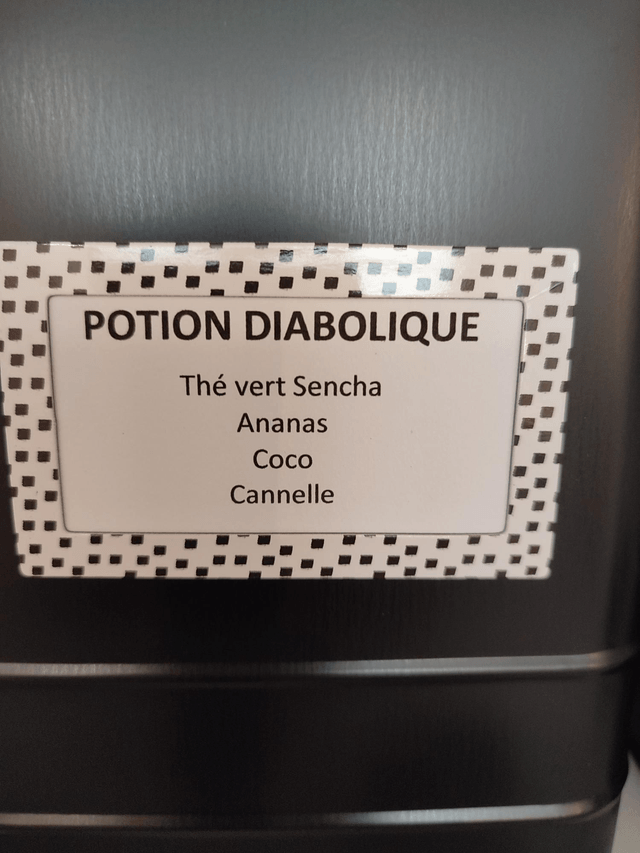 POTION DIABOLIQUE
Thé vert Sencha
Ananas
Coco
Cannelle